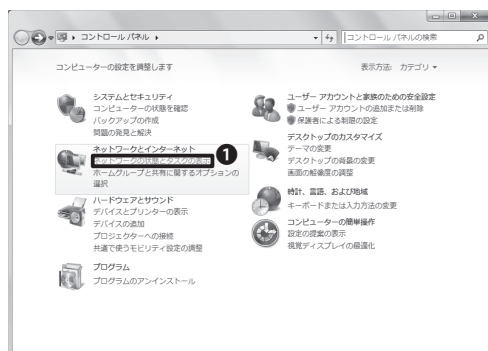 コントロール パネル
コントロール パネルの検索
コンピューターの設定を調整します
表示方法: カテゴリ
システムとセキュリティ
コンピューターの状態を確認
バックアップの作成
問題の発見と解決
ネットワークとインターネット
ネットワークの状態とタスクの表示
1
ホームグループと共有に関するオプションの
選択
ハードウェアとサウンド
デバイスとプリンターの表示
デバイスの追加
プロジェクターへの接続
共通で使うモビリティ設定の調整
プログラム
プログラムのアンインストール
ユーザー アカウントと家族のための安全設定
ユーザー アカウントの追加または削除
保護者による制限の設定
デスクトップのカスタマイズ
テーマの変更
デスクトップの背景の変更
画面の解像度の調整
時計、言語、および地域
キーボードまたは入力方法の変更
コンピューターの簡単操作
設定の提案の表示
視覚ディスプレイの最適化